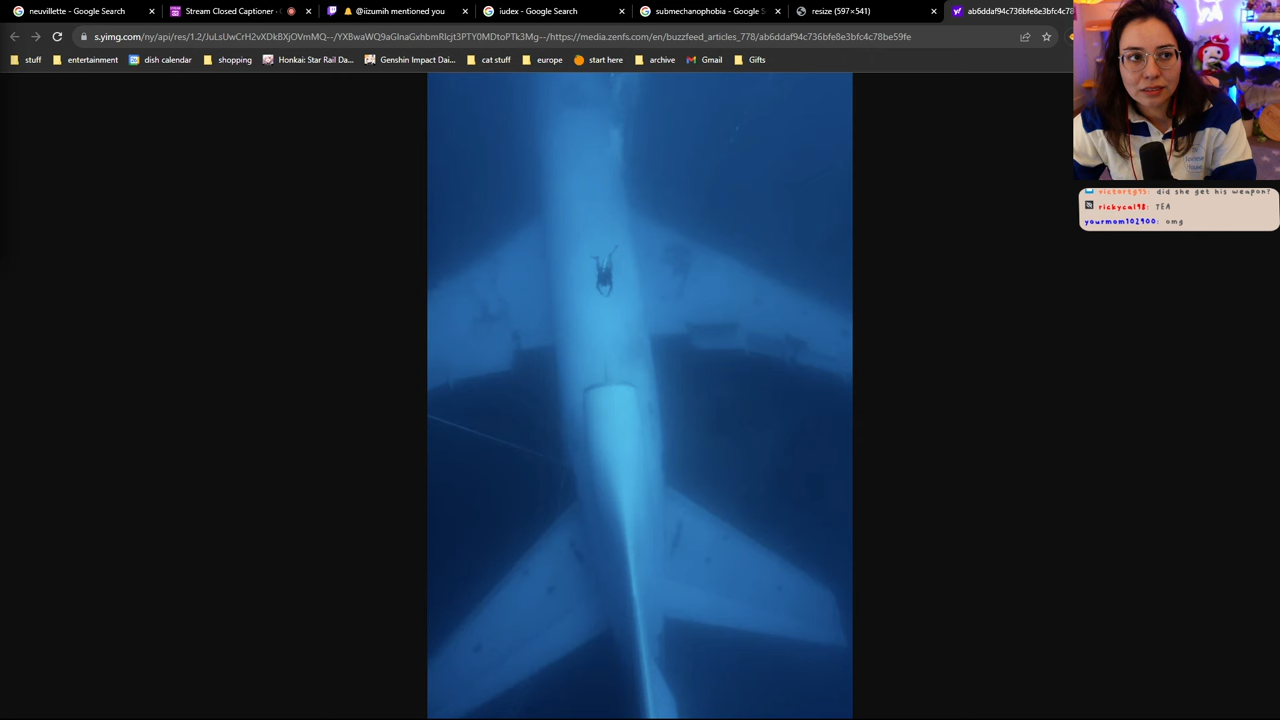 neuvillette - Google Search
Stream Closed Captioner -
@iizumih mentioned you
iudex - Google Search
submechanophobia - Google S
resize (597×541)
ab6ddaf94c736bfe8e3bfc4c
s.yimg.com/ny/api/res/1.2/JuLsUwCrH2vXDkBXjOVmMQ--/YXBwaWQ9aGlnaGxhbmRlcjt3PTY0MDtoPTk3Mg--/https://media.zenfs.com/en/buzzfeed_articles_778/ab6ddaf94c736bfe8e3bfc4c78be59fe
stuff entertainment dish calendar shopping Honkai: Star Rail Da... Genshin Impact Dai... cat stuff europe start here archive Gmail Gifts
victortg93: did she get his weapon?
rickycal98: YEA
yourmom102900: omg